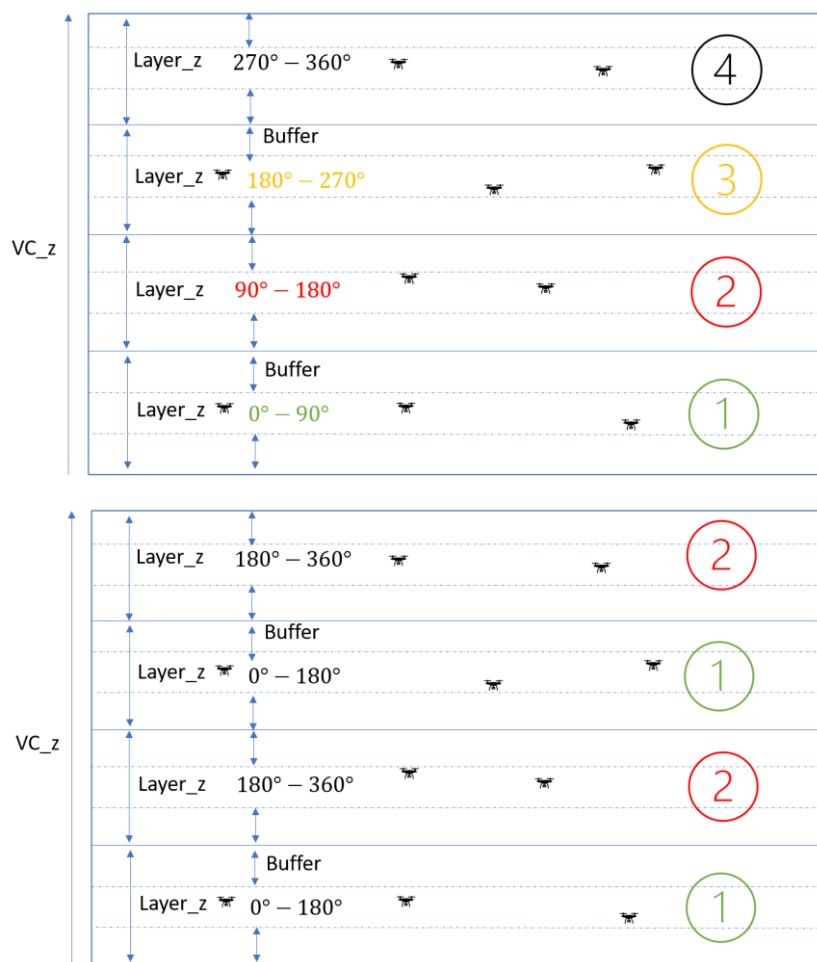 Layer_z 270° − 360° 4
Buffer
Layer_z 180° − 270° 3
VC_z
Layer_z 90° − 180° 2
Buffer
Layer_z 0° − 90° 1
Layer_z 180° − 360° 2
Buffer
Layer_z 0° − 180° 1
VC_z
Layer_z 180° − 360° 2
Buffer
Layer_z 0° − 180° 1